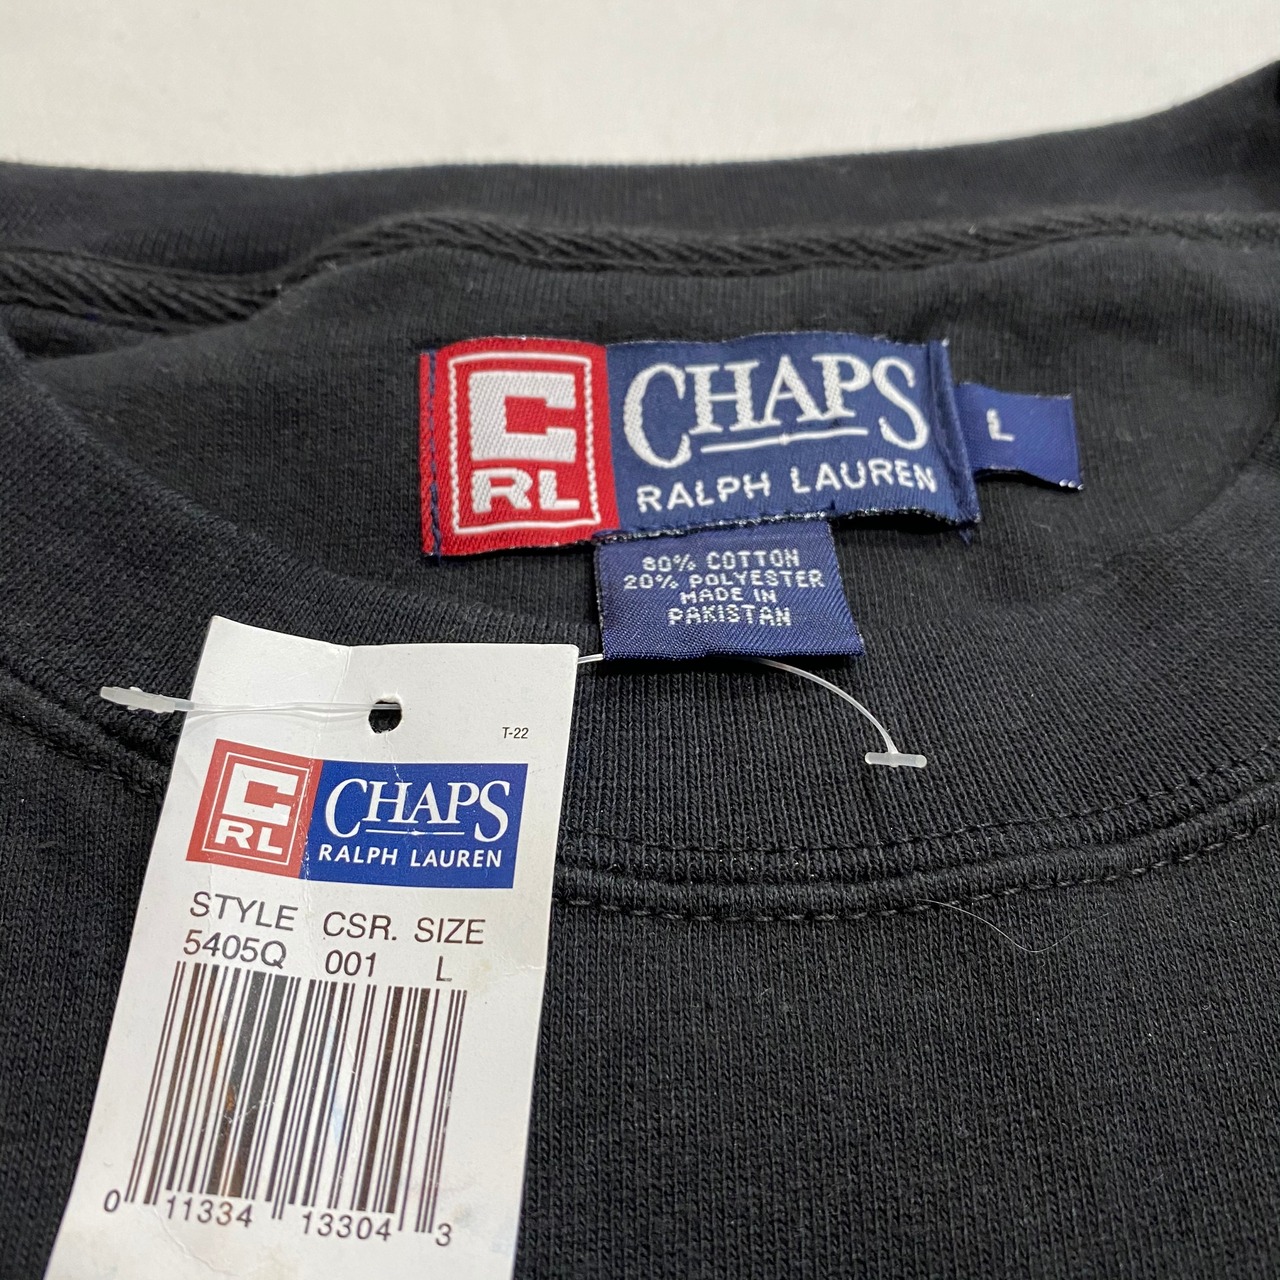 C
RL
CHAPS
RALPH LAUREN
L
80% COTTON
20% POLYESTER
MADE IN
PAKISTAN
T-22
C
RL
CHAPS
RALPH LAUREN
STYLE CSR. SIZE
5405Q 001 L
0 11334 13304 3